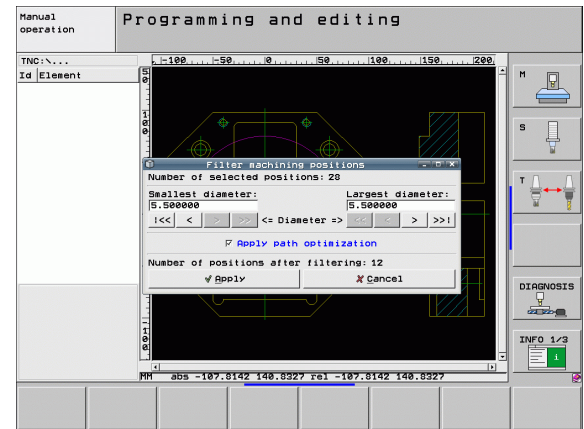 Manual
operation
Programming and editing
TNC:\...
Id Element
-100 -50 0 50 100 150 200
M
Filter machining positions
Number of selected positions: 28
Smallest diameter: Largest diameter:
5.500000 5.500000
!<< < > >> <= Diameter => << < > >>!
Apply path optimization
Number of positions after filtering: 12
Apply Cancel
S
T
DIAGNOSIS
INFO 1/3
i
MM abs -107.8142 140.8327 rel -107.8142 140.8327